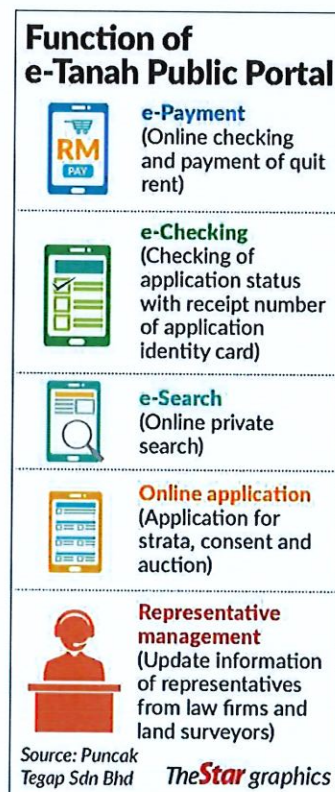 Function of
e-Tanah Public Portal
RM
PAY
e-Payment
(Online checking
and payment of quit
rent)
e-Checking
(Checking of
application status
with receipt number
of application
identity card)
e-Search
(Online private
search)
Online application
(Application for
strata, consent and
auction)
Representative
management
(Update information
of representatives
from law firms and
land surveyors)
Source: Puncak
Tegap Sdn Bhd
TheStar graphics